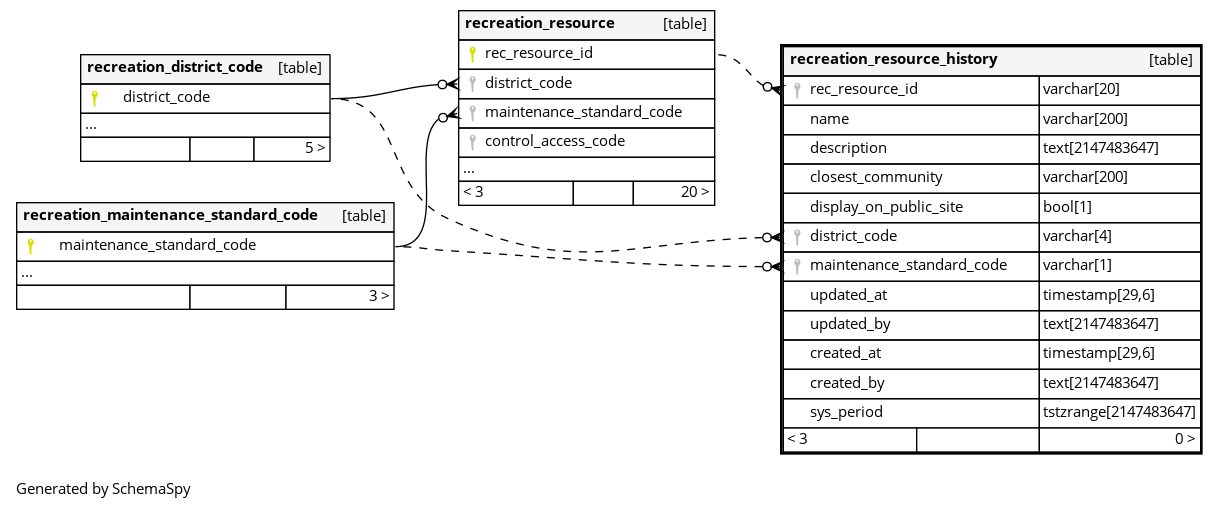 recreation_district_code [table]
district_code
...
5 >
recreation_maintenance_standard_code [table]
maintenance_standard_code
...
3 >
recreation_resource [table]
rec_resource_id
district_code
maintenance_standard_code
control_access_code
...
< 3 20 >
recreation_resource_history [table]
rec_resource_id varchar[20]
name varchar[200]
description text[2147483647]
closest_community varchar[200]
display_on_public_site bool[1]
district_code varchar[4]
maintenance_standard_code varchar[1]
updated_at timestamp[29,6]
updated_by text[2147483647]
created_at timestamp[29,6]
created_by text[2147483647]
sys_period tstzrange[2147483647]
< 3 0 >
Generated by SchemaSpy